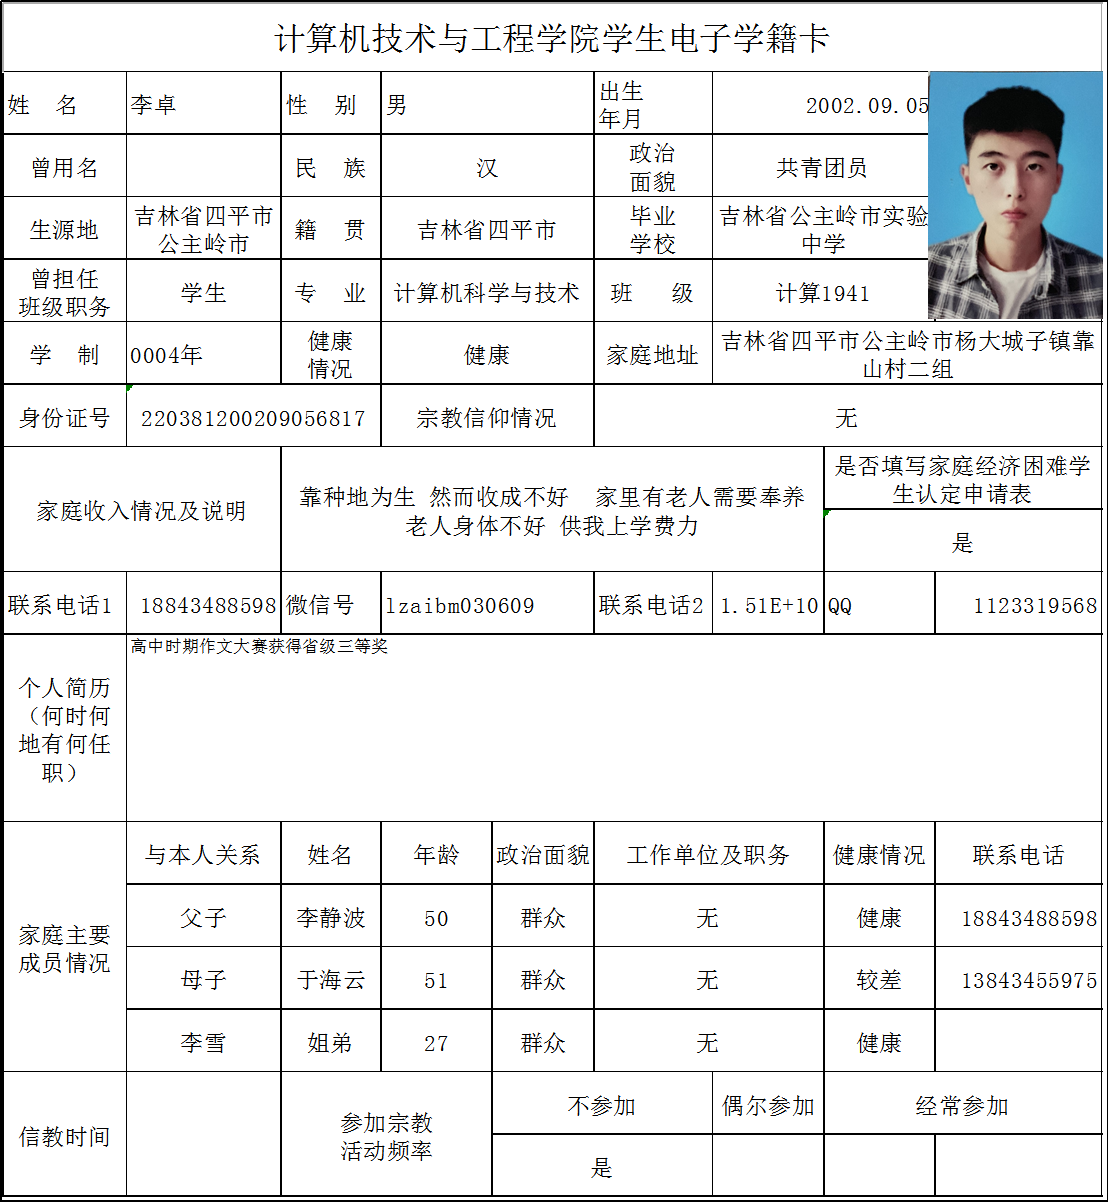 计算机技术与工程学院学生电子学籍卡
姓 名 李卓 性 别 男 出生年月 2002.09.05
曾用名 民 族 汉 政治面貌 共青团员
生源地 吉林省四平市公主岭市 籍 贯 吉林省四平市 毕业学校 吉林省公主岭市实验中学
曾担任班级职务 学生 专 业 计算机科学与技术 班 级 计算1941
学 制 0004年 健康情况 健康 家庭地址 吉林省四平市公主岭市杨大城子镇靠山村二组
身份证号 220381200209056817 宗教信仰情况 无
家庭收入情况及说明
靠种地为生 然而收成不好 家里有老人需要奉养
老人身体不好 供我上学费力
是否填写家庭经济困难学
生认定申请表
是
联系电话1 18843488598 微信号 lzaibm030609 联系电话2 1.51E+10 QQ 1123319568
个人简历
（何时何
地有何任
职）
高中时期作文大赛获得省级三等奖
家庭主要
成员情况
与本人关系 姓名 年龄 政治面貌 工作单位及职务 健康情况 联系电话
父子 李静波 50 群众 无 健康 18843488598
母子 于海云 51 群众 无 较差 13843455975
李雪 姐弟 27 群众 无 健康
信教时间
参加宗教
活动频率
不参加 偶尔参加 经常参加
是